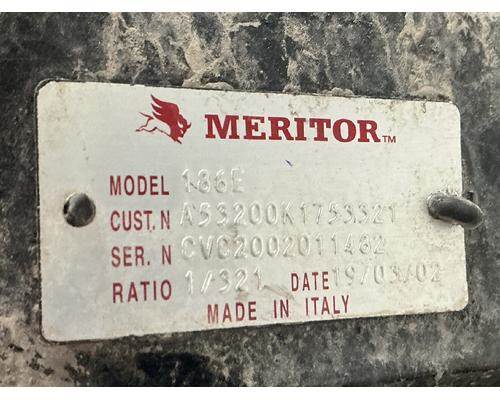 MERITOR™
MODEL 186E
CUST. N A53200K1753321
SER. N CVC2002011482
RATIO 1/321 DATE 19/03/02
MADE IN ITALY